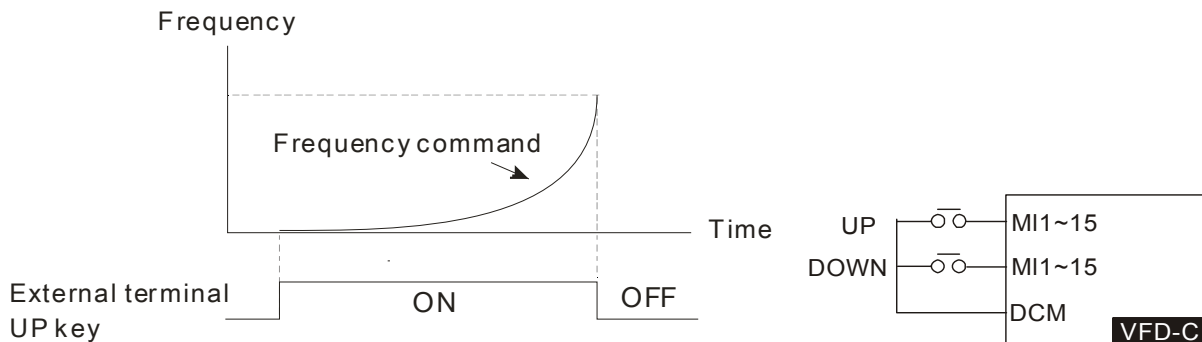 Frequency
Frequency command
Time
External terminal
UP key
ON
OFF
UP
MI1~15
DOWN
MI1~15
DCM
VFD-C